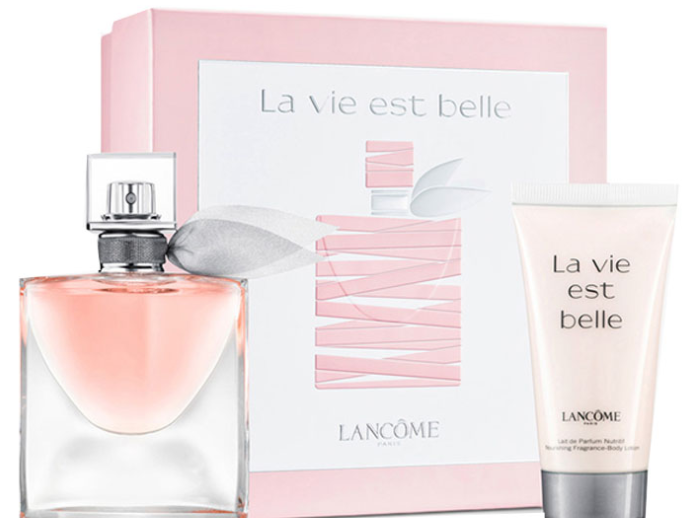 La vie est belle
LANCÔME
PARIS
La vie
est
belle
LANCÔME
PARIS
Lait de Parfum Nutritif
Nourishing Fragrance-Body Lotion